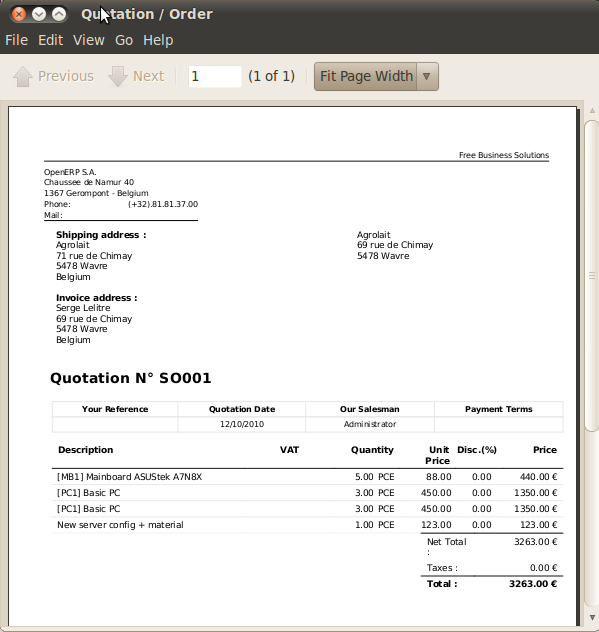 Quotation / Order
File Edit View Go Help
Previous Next 1 (1 of 1) Fit Page Width
Free Business Solutions
OpenERP S.A.
Chaussee de Namur 40
1367 Gerompont - Belgium
Phone: (+32).81.81.37.00
Mail:
Shipping address :
Agrolait
71 rue de Chimay
5478 Wavre
Belgium
Agrolait
69 rue de Chimay
5478 Wavre
Invoice address :
Serge Lelitre
69 rue de Chimay
5478 Wavre
Belgium
Quotation N° SO001
Your Reference Quotation Date Our Salesman Payment Terms
12/10/2010 Administrator
Description VAT Quantity Unit Price Disc.(%) Price
[MB1] Mainboard ASUStek A7N8X 5.00 PCE 88.00 0.00 440.00 €
[PC1] Basic PC 3.00 PCE 450.00 0.00 1350.00 €
[PC1] Basic PC 3.00 PCE 450.00 0.00 1350.00 €
New server config + material 1.00 PCE 123.00 0.00 123.00 €
Net Total : 3263.00 €
Taxes : 0.00 €
Total : 3263.00 €